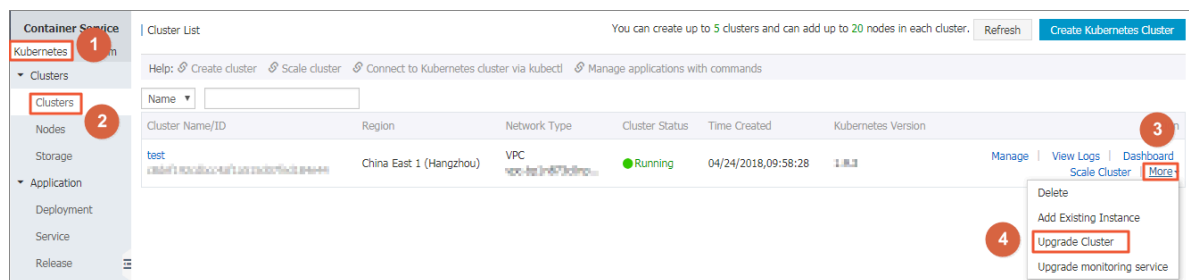 Container Service
Kubernetes
1
Clusters
Clusters
2
Nodes
Storage
Application
Deployment
Service
Release
Cluster List
You can create up to 5 clusters and can add up to 20 nodes in each cluster.
Refresh
Create Kubernetes Cluster
Help: Create cluster Scale cluster Connect to Kubernetes cluster via kubectl Manage applications with commands
Name ▼
Cluster Name/ID Region Network Type Cluster Status Time Created Kubernetes Version
3
test China East 1 (Hangzhou) VPC Running 04/24/2018,09:58:28
Manage | View Logs | Dashboard
Scale Cluster | More
Delete
Add Existing Instance
4
Upgrade Cluster
Upgrade monitoring service